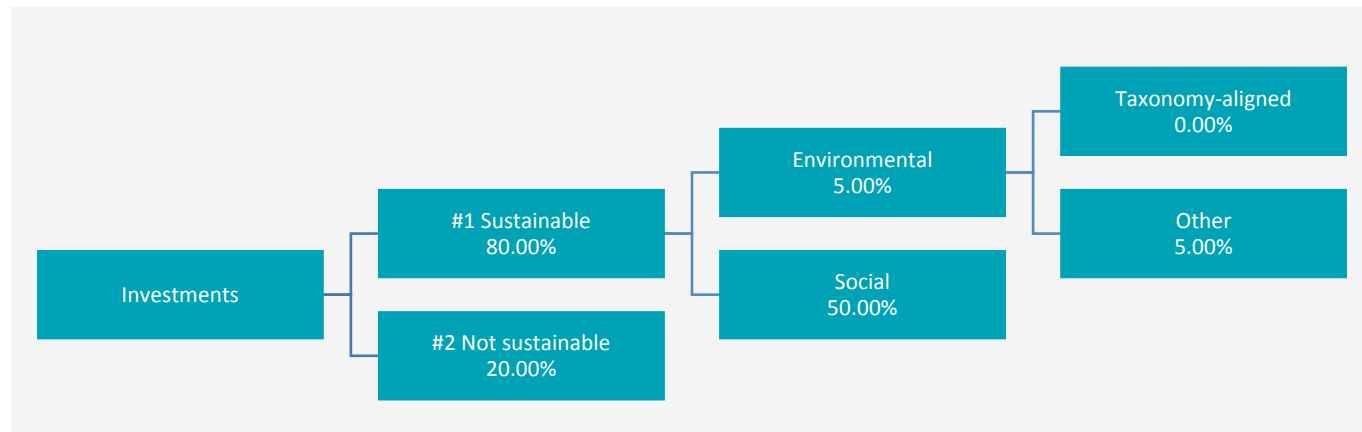 Investments
#1 Sustainable
80.00%
#2 Not sustainable
20.00%
Environmental
5.00%
Social
50.00%
Taxonomy-aligned
0.00%
Other
5.00%